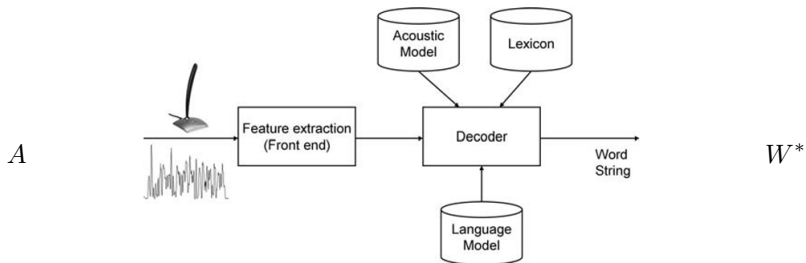 Acoustic
Model
Lexicon
Feature extraction
(Front end)
Decoder
A
Word
String
W*
Language
Model